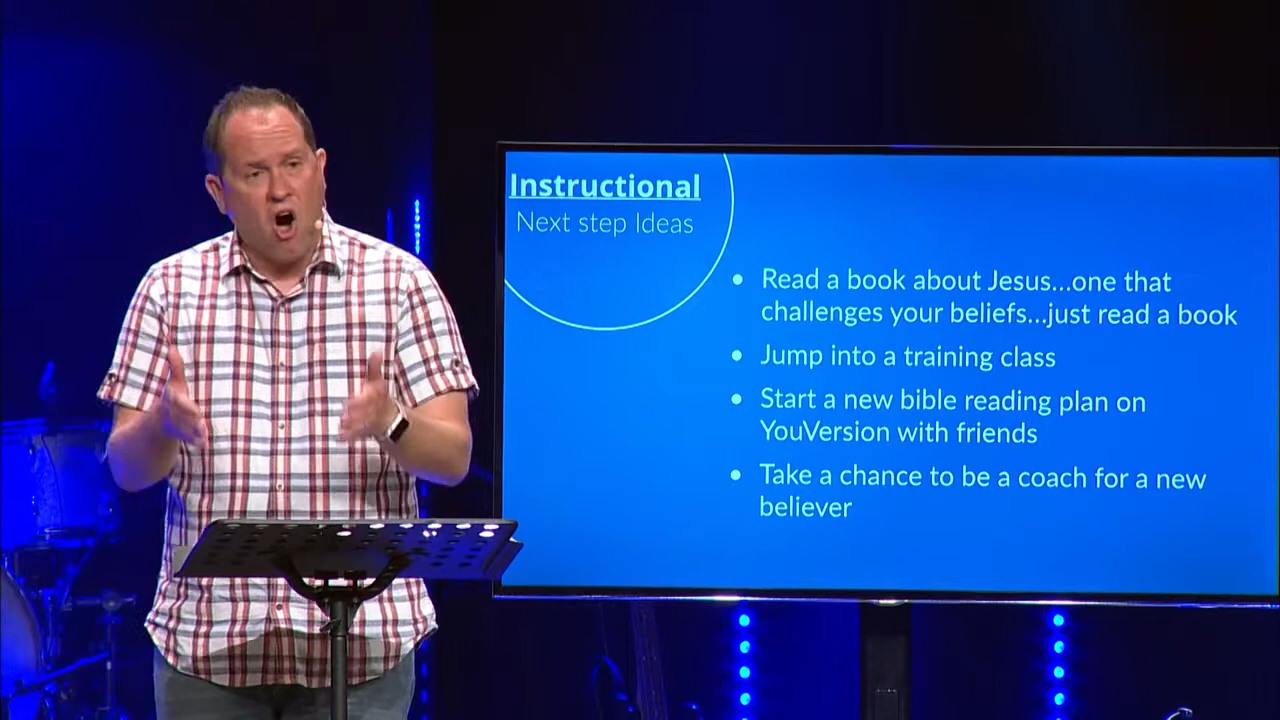 Instructional
Next step Ideas
• Read a book about Jesus...one that
challenges your beliefs...just read a book
• Jump into a training class
• Start a new bible reading plan on
YouVersion with friends
• Take a chance to be a coach for a new
believer